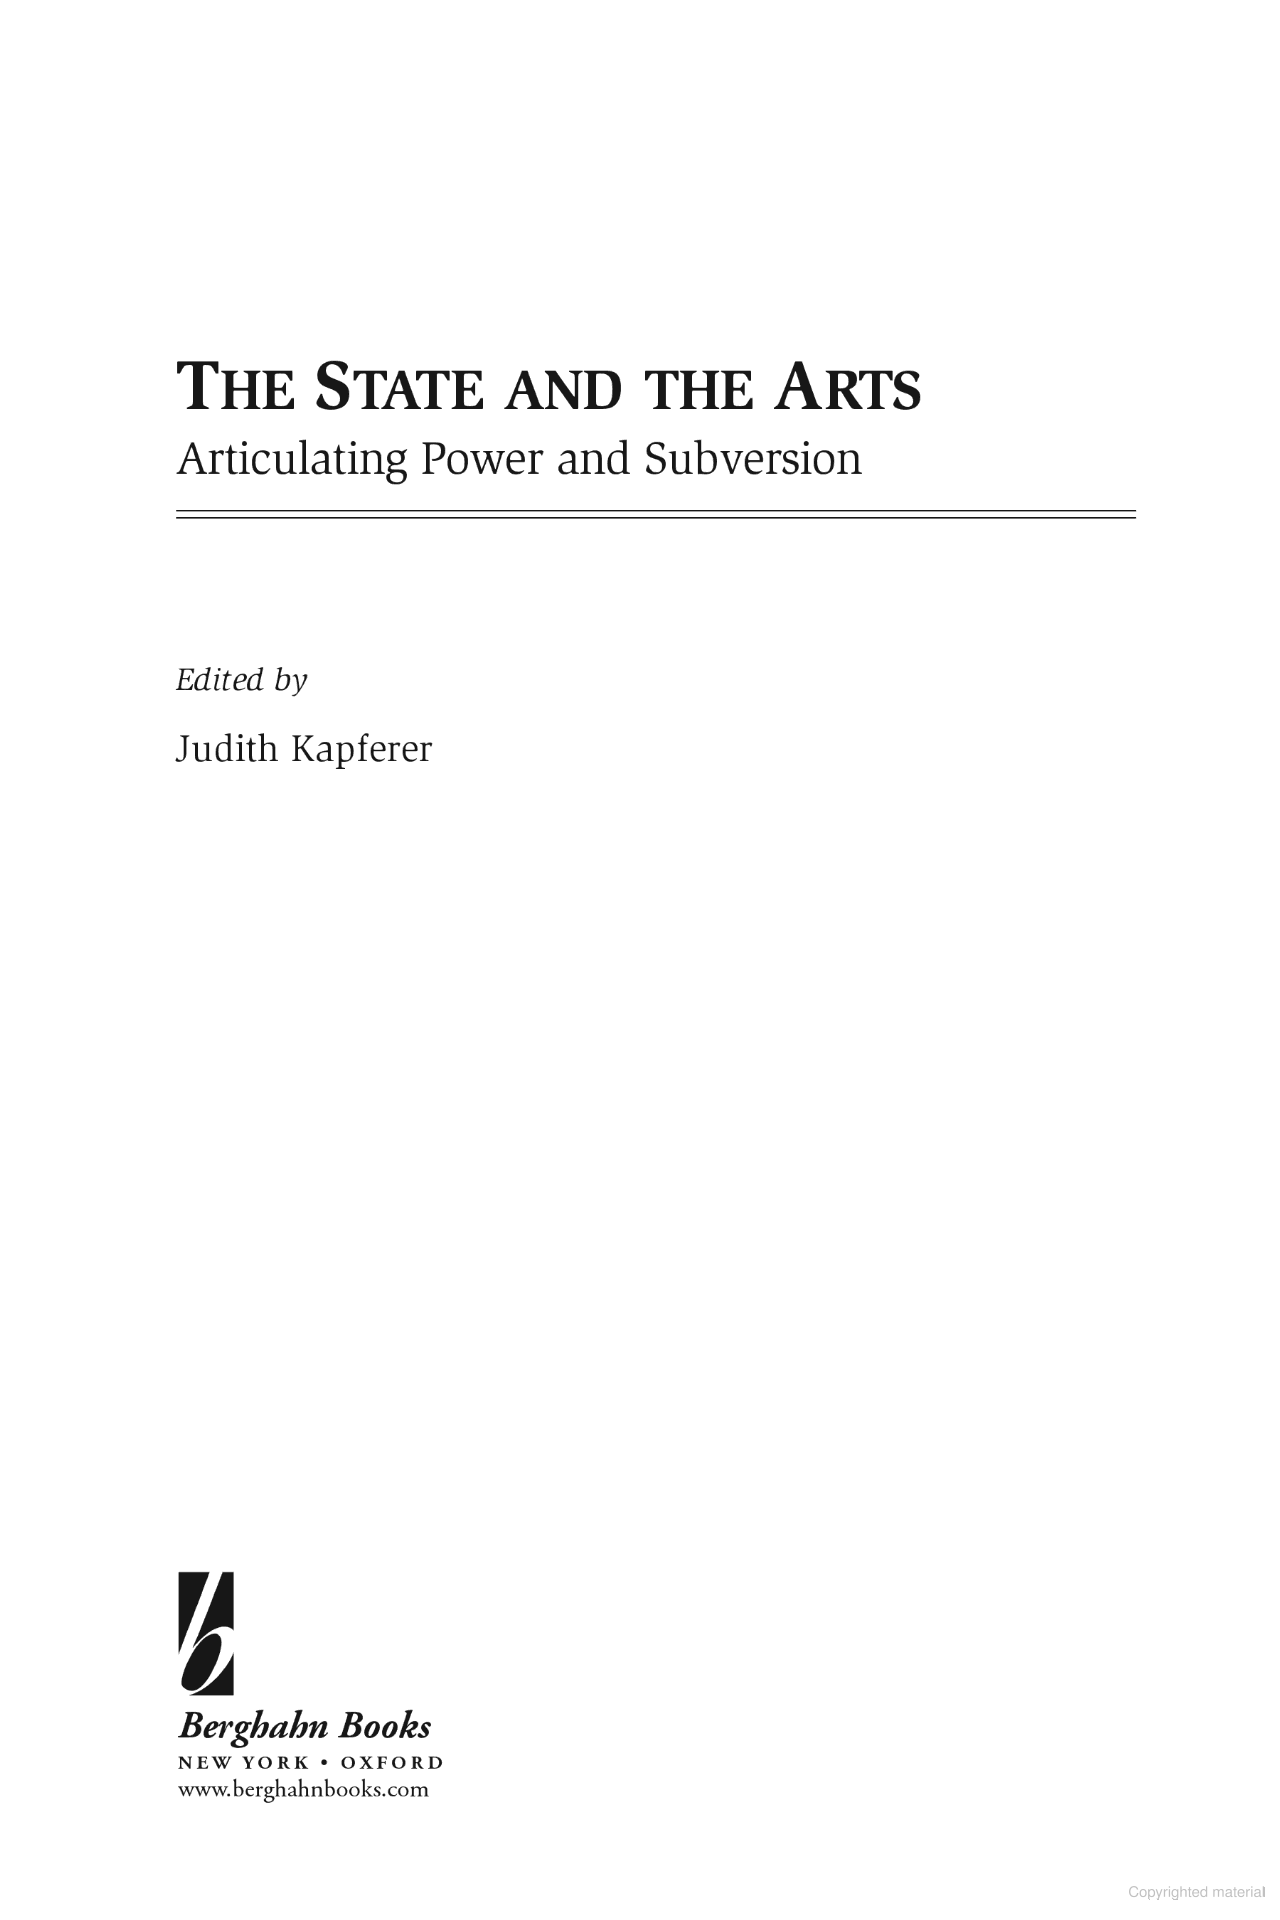 THE STATE AND THE ARTS
Articulating Power and Subversion
Edited by
Judith Kapferer
b
Berghahn Books
NEW YORK • OXFORD
www.berghahnbooks.com
Copyrighted material